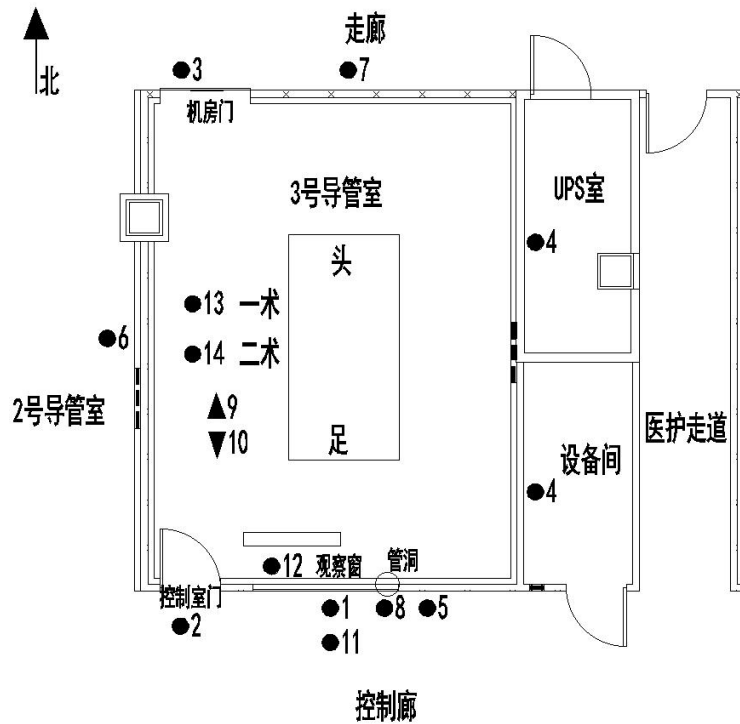 走廊
北
3
7
机房门
3号导管室
UPS室
4
头
13 一术
14 二术
6
2号导管室
9
10
足
医护走道
设备间
4
12
观察窗
管洞
控制室门
1
8
5
2
11
控制廊